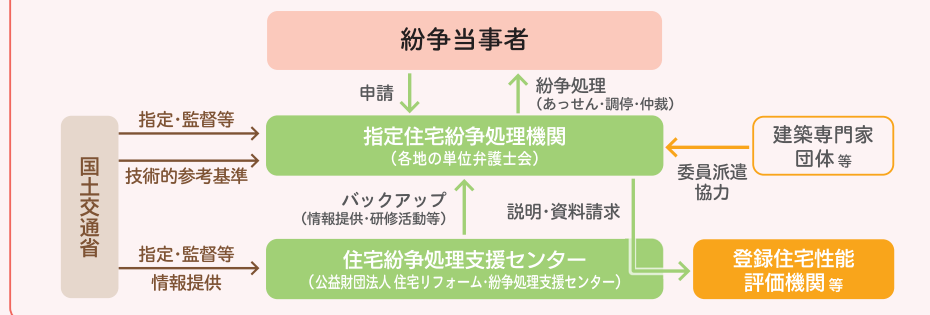 紛争当事者
申請
紛争処理
（あっせん・調停・仲裁）
指定・監督等
技術的参考基準
国土交通省
指定住宅紛争処理機関
（各地の単位弁護士会）
建築専門家
団体 等
委員派遣
協力
バックアップ
（情報提供・研修活動等）
説明・資料請求
指定・監督等
情報提供
住宅紛争処理支援センター
（公益財団法人 住宅リフォーム・紛争処理支援センター）
登録住宅性能
評価機関 等